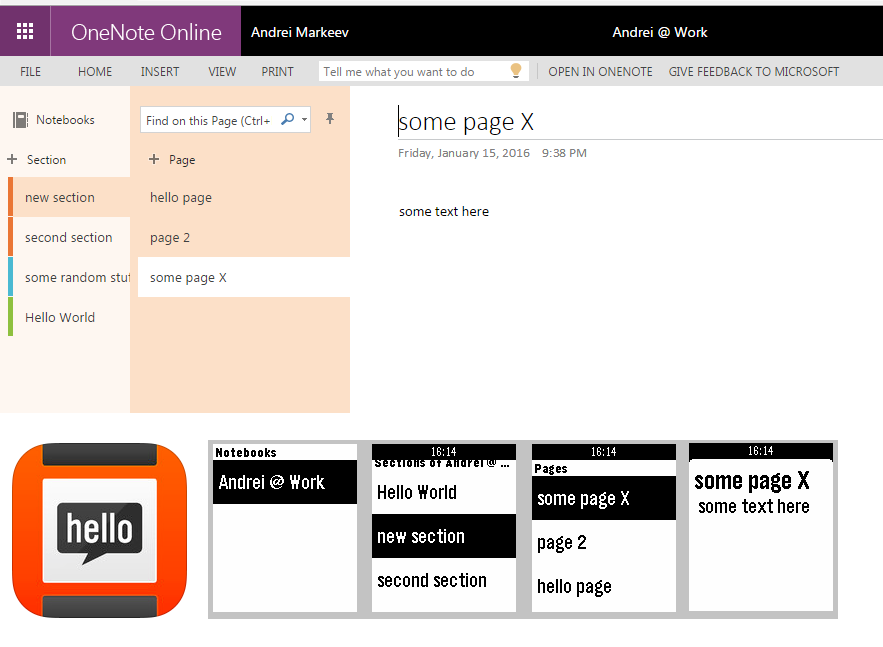 OneNote Online
Andrei Markeev
Andrei @ Work
FILE
HOME
INSERT
VIEW
PRINT
Tell me what you want to do
OPEN IN ONENOTE
GIVE FEEDBACK TO MICROSOFT
Notebooks
+ Section
new section
second section
some random stuf
Hello World
Find on this Page (Ctrl+
+ Page
hello page
page 2
some page X
some page X
Friday, January 15, 2016 9:38 PM
some text here
hello
Notebooks
Andrei @ Work
16:14
Sections of Andrei @ ...
Hello World
new section
second section
16:14
Pages
some page X
page 2
hello page
16:14
some page X
some text here